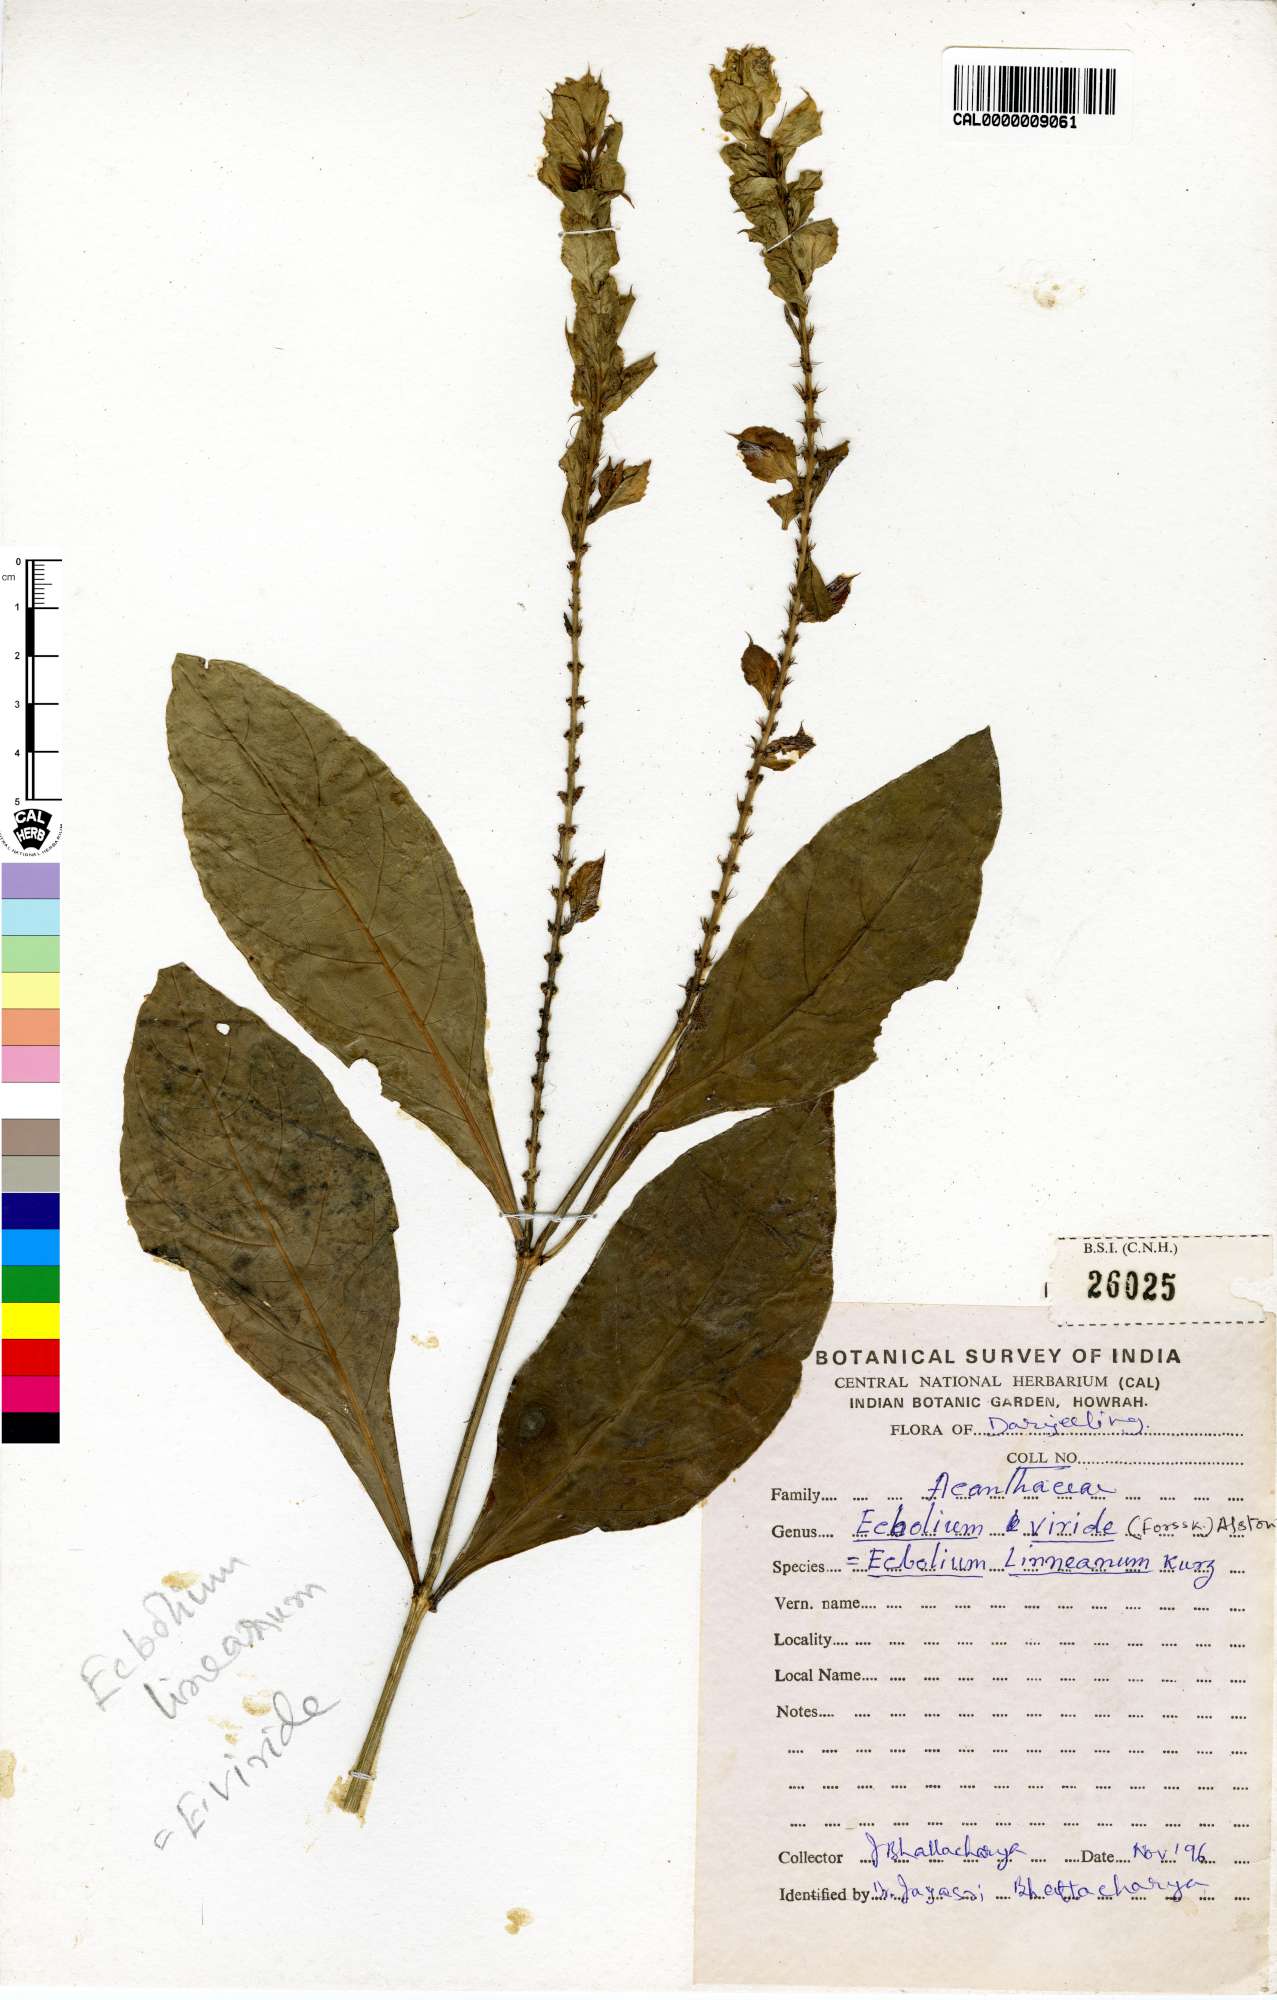 CAL0000009061
0
cm
1
2
3
4
5
CAL
HERB
B.S.I. (C.N.H.)
26025
BOTANICAL SURVEY OF INDIA
CENTRAL NATIONAL HERBARIUM (CAL)
INDIAN BOTANIC GARDEN, HOWRAH.
FLORA OF Darjeeling.
COLL NO
Family Acanthaceae
Genus Ecbolium viride (Forssk.) Alston
Species = Ecbolium Linneanum Kurz
Vern. name
Locality
Local Name
Notes
Collector J Bhattacharya Date Nov '96
Identified by Dr. Jayasri Bhattacharya
Ecbolium
lineanum
= E. viride